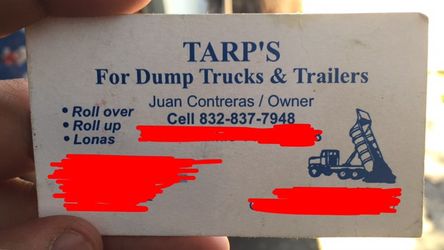 TARP'S
For Dump Trucks & Trailers
Juan Contreras / Owner
Cell 832-837-7948
• Roll over
• Roll up
• Lonas